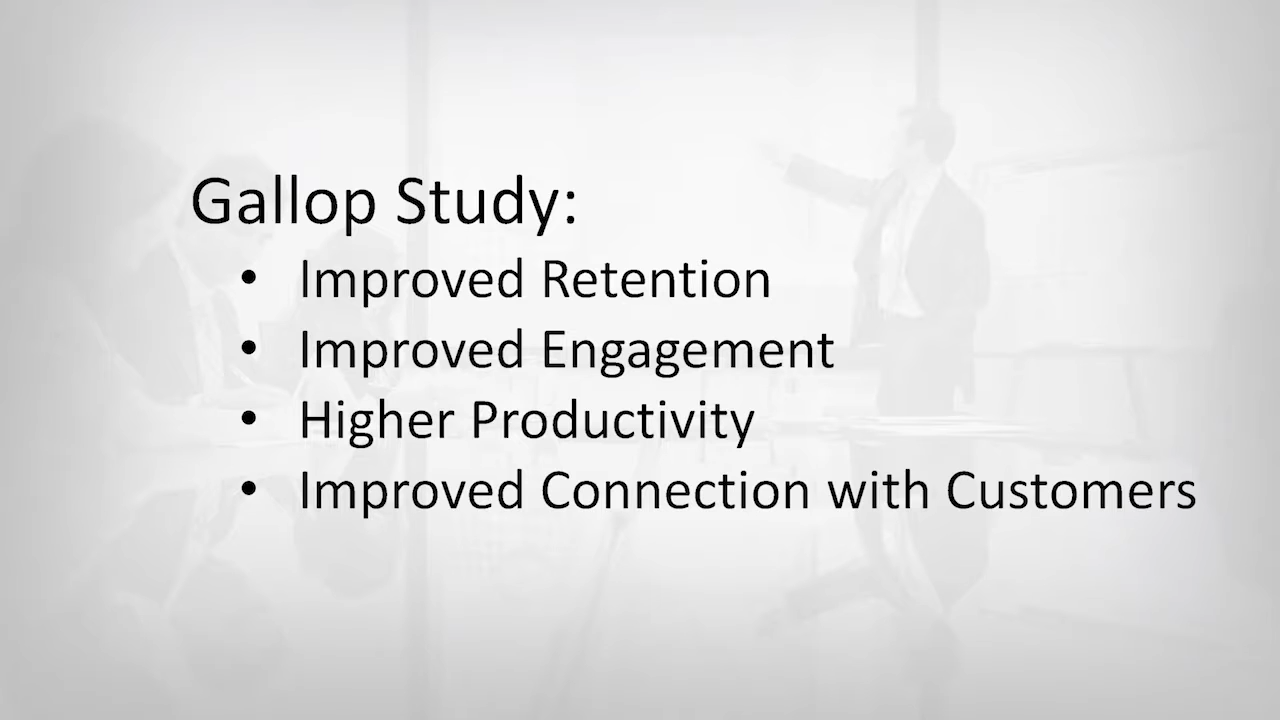 Gallop Study:
• Improved Retention
• Improved Engagement
• Higher Productivity
• Improved Connection with Customers